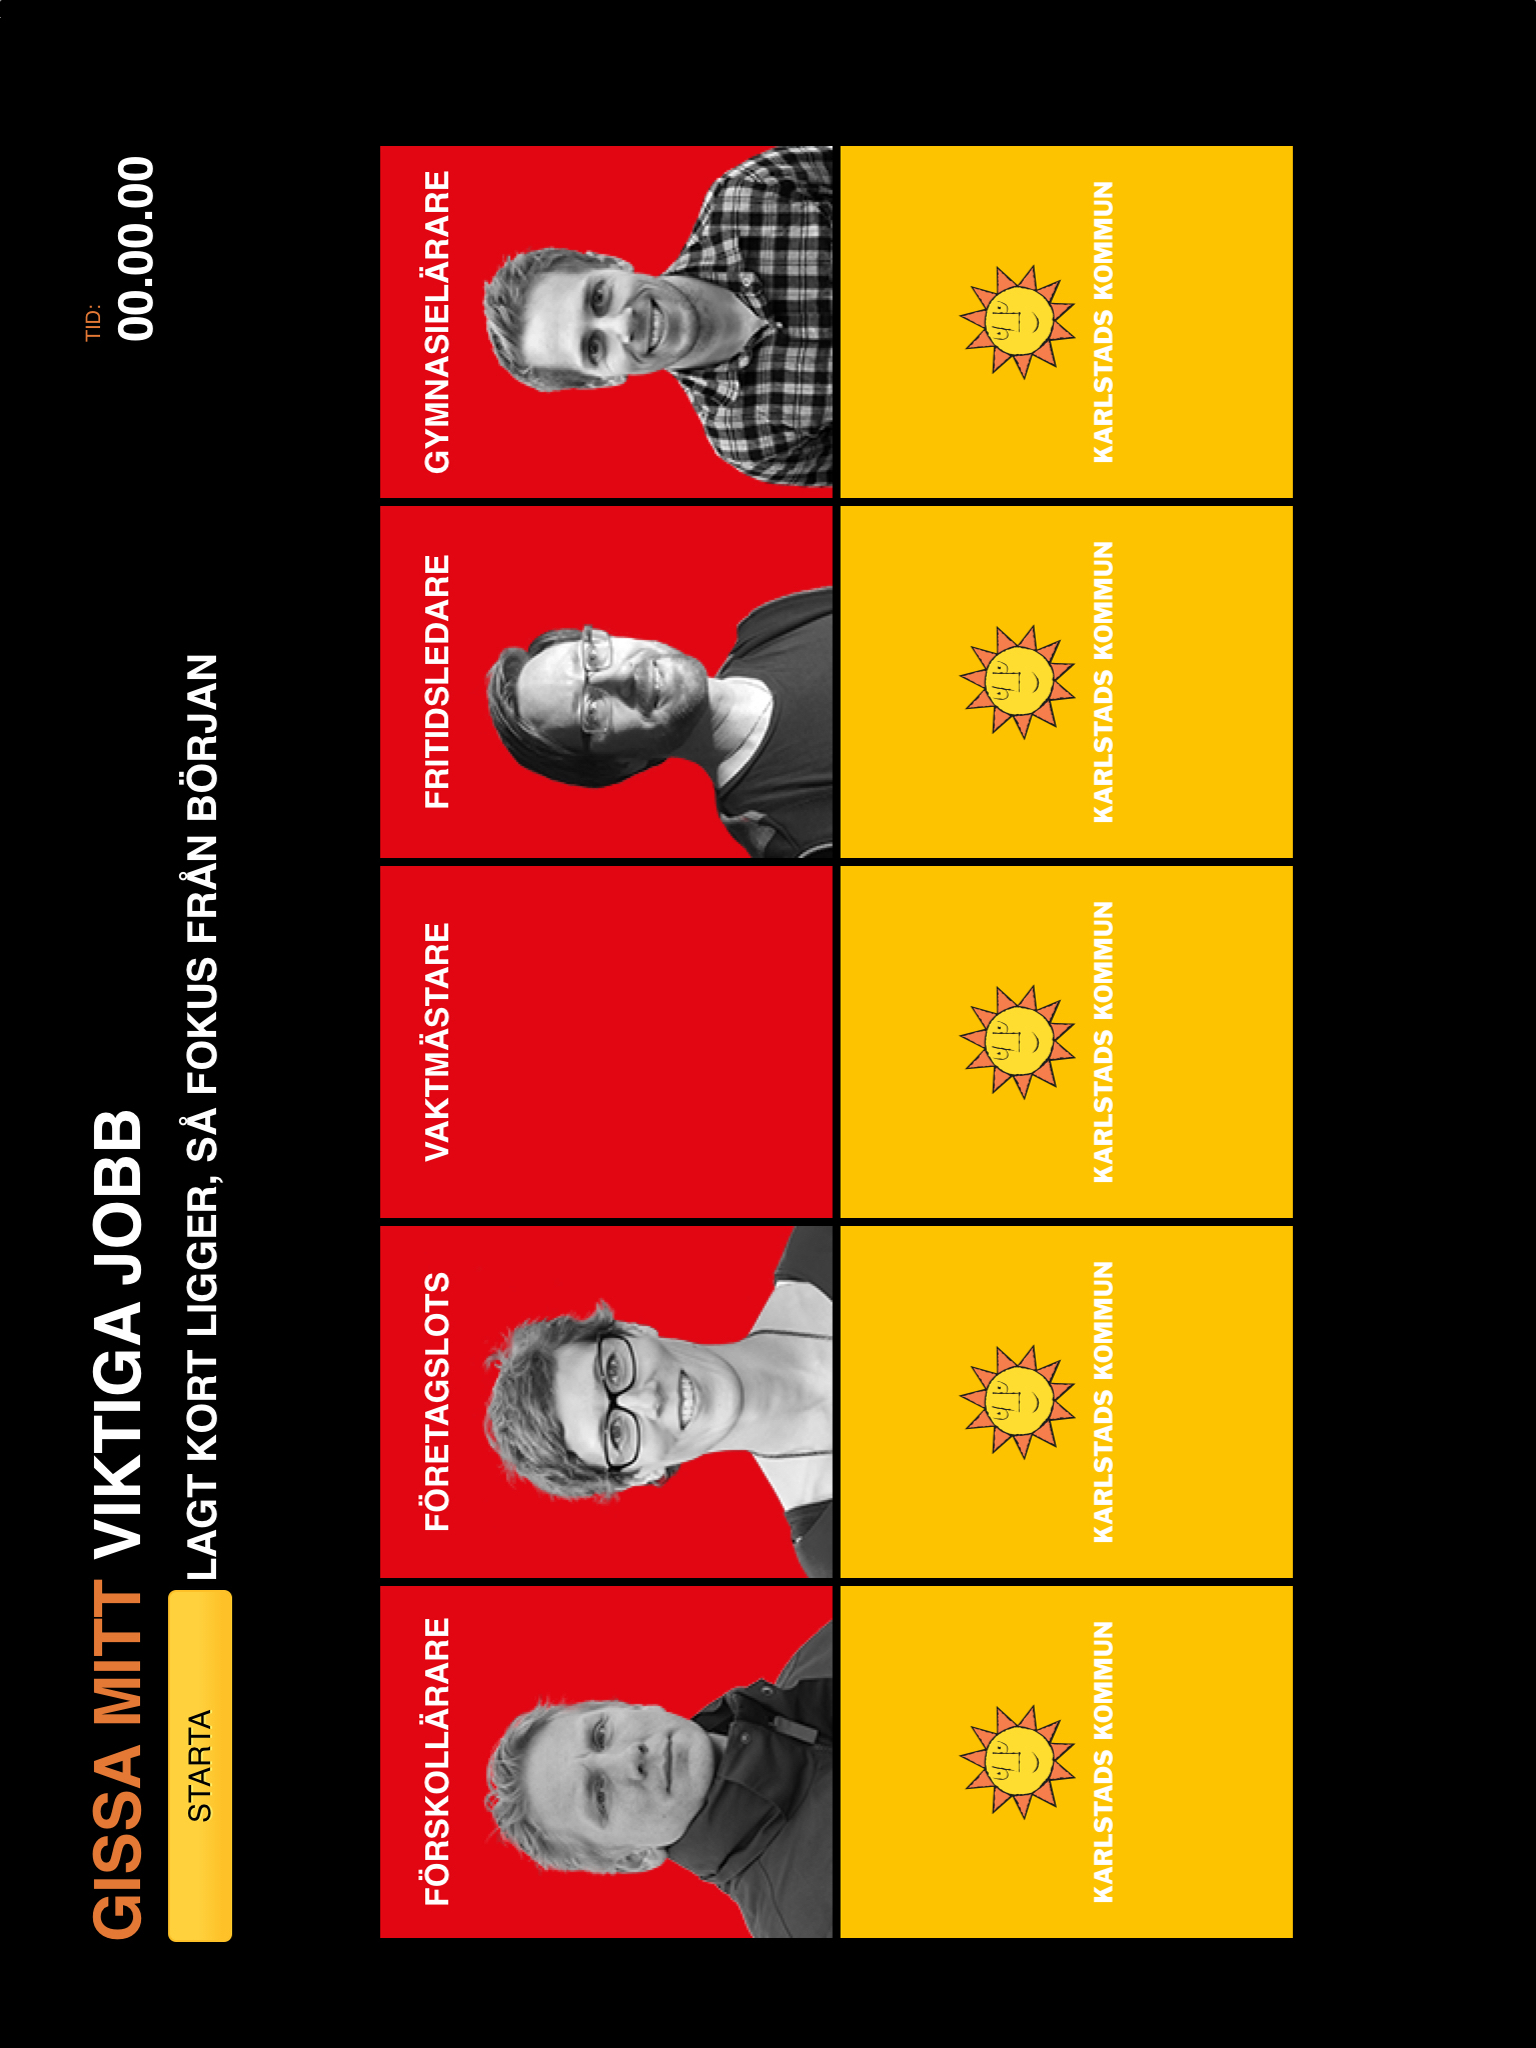 GISSA MITT VIKTIGA JOBB
TID:
00.00.00
STARTA
LAGT KORT LIGGER, SÅ FOKUS FRÅN BÖRJAN
FÖRSKOLLÄRARE
FÖRETAGSLOTS
VAKTMÄSTARE
FRITIDSLEDARE
GYMNASIELÄRARE
KARLSTADS KOMMUN
KARLSTADS KOMMUN
KARLSTADS KOMMUN
KARLSTADS KOMMUN
KARLSTADS KOMMUN